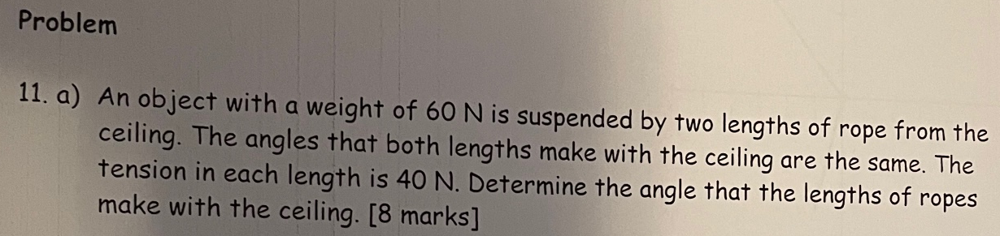 Problem
11. a) An object with a weight of 60 N is suspended by two lengths of rope from the
ceiling. The angles that both lengths make with the ceiling are the same. The
tension in each length is 40 N. Determine the angle that the lengths of ropes
make with the ceiling. [8 marks]